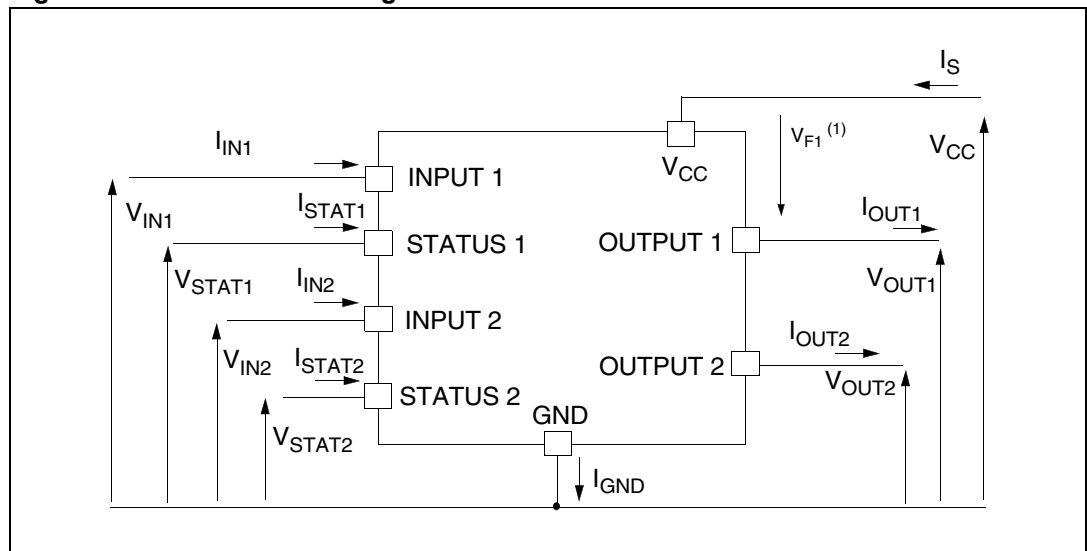 I_S
V_F1 (1)
V_CC
V_CC
I_IN1
INPUT 1
V_IN1
I_STAT1
STATUS 1
V_STAT1
I_IN2
INPUT 2
V_IN2
I_STAT2
STATUS 2
V_STAT2
OUTPUT 1
I_OUT1
V_OUT1
OUTPUT 2
I_OUT2
V_OUT2
GND
I_GND